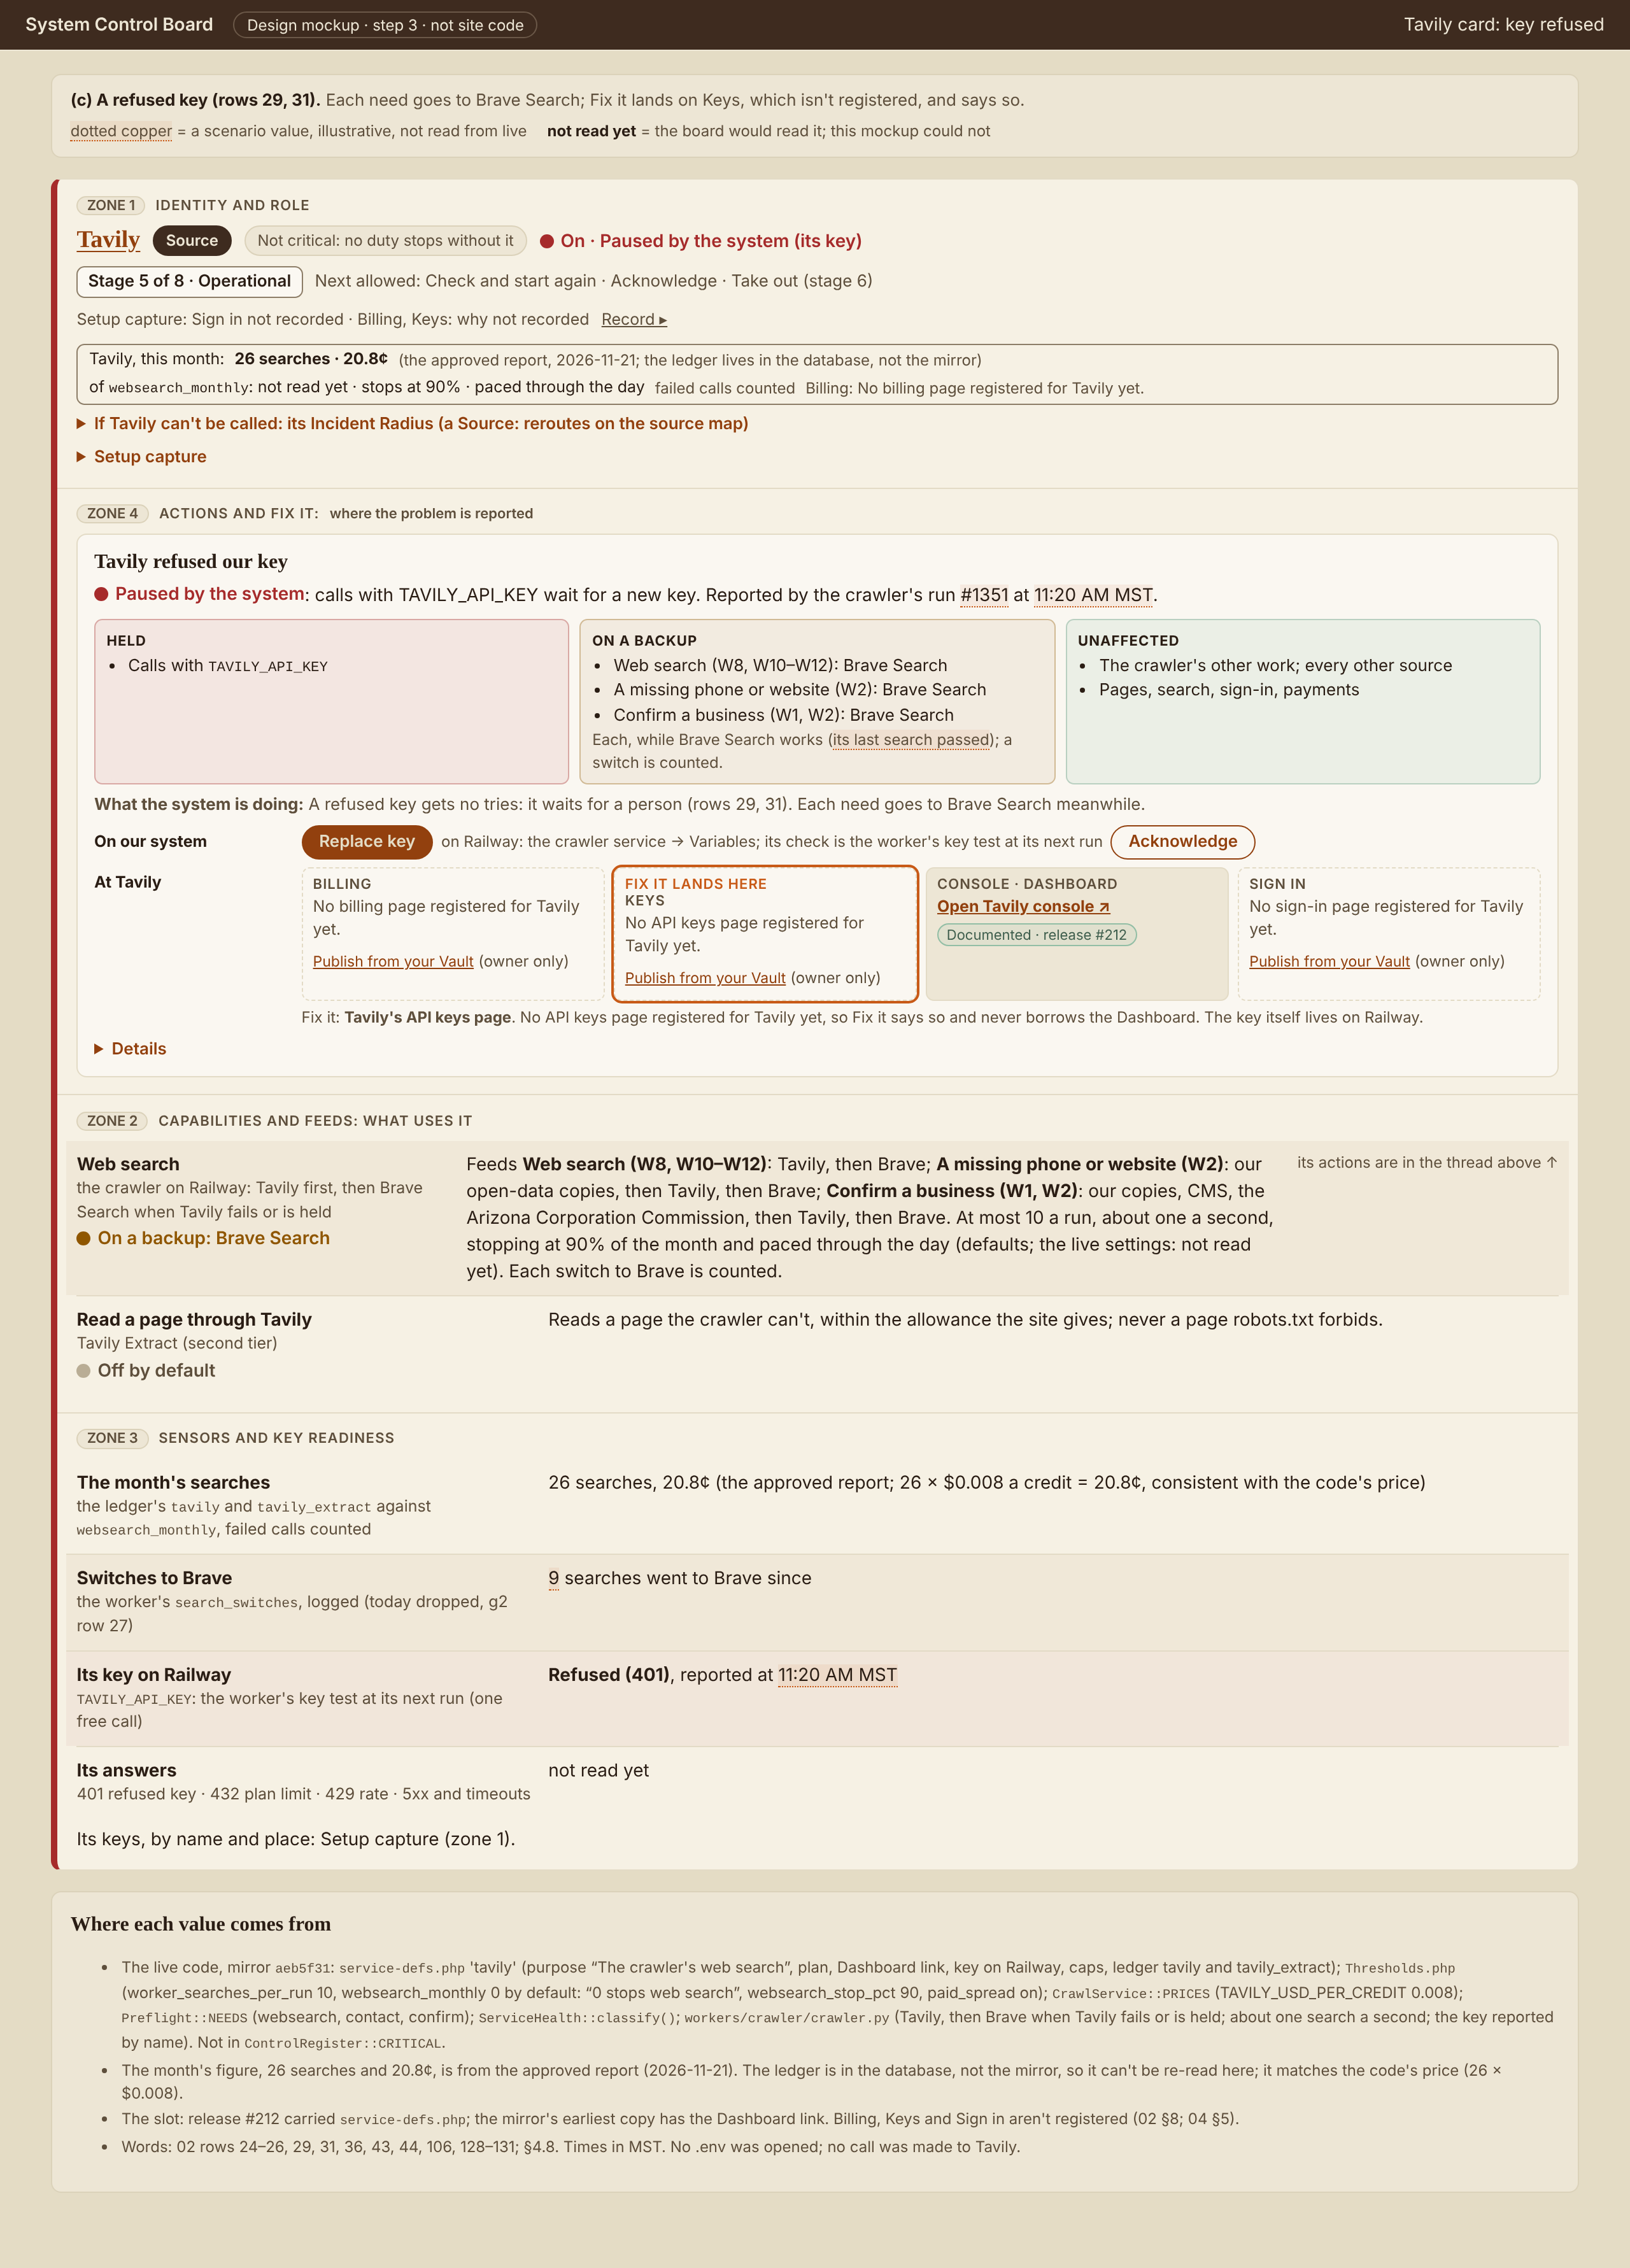 System Control Board
Design mockup · step 3 · not site code
Tavily card: key refused
(c) A refused key (rows 29, 31). Each need goes to Brave Search; Fix it lands on Keys, which isn't registered, and says so.
dotted copper = a scenario value, illustrative, not read from live not read yet = the board would read it; this mockup could not
ZONE 1 IDENTITY AND ROLE
Tavily Source Not critical: no duty stops without it On · Paused by the system (its key)
Stage 5 of 8 · Operational Next allowed: Check and start again · Acknowledge · Take out (stage 6)
Setup capture: Sign in not recorded · Billing, Keys: why not recorded Record ▸
Tavily, this month: 26 searches · 20.8¢ (the approved report, 2026-11-21; the ledger lives in the database, not the mirror)
of websearch_monthly: not read yet · stops at 90% · paced through the day failed calls counted Billing: No billing page registered for Tavily yet.
▶ If Tavily can't be called: its Incident Radius (a Source: reroutes on the source map)
▶ Setup capture
ZONE 4 ACTIONS AND FIX IT: where the problem is reported
Tavily refused our key
Paused by the system: calls with TAVILY_API_KEY wait for a new key. Reported by the crawler's run #1351 at 11:20 AM MST.
HELD
• Calls with TAVILY_API_KEY
ON A BACKUP
• Web search (W8, W10–W12): Brave Search
• A missing phone or website (W2): Brave Search
• Confirm a business (W1, W2): Brave Search
Each, while Brave Search works (its last search passed); a
switch is counted.
UNAFFECTED
• The crawler's other work; every other source
• Pages, search, sign-in, payments
What the system is doing: A refused key gets no tries: it waits for a person (rows 29, 31). Each need goes to Brave Search meanwhile.
On our system Replace key on Railway: the crawler service → Variables; its check is the worker's key test at its next run Acknowledge
At Tavily
BILLING
No billing page registered for Tavily
yet.
Publish from your Vault (owner only)
FIX IT LANDS HERE
KEYS
No API keys page registered for
Tavily yet.
Publish from your Vault (owner only)
CONSOLE · DASHBOARD
Open Tavily console ↗
Documented · release #212
SIGN IN
No sign-in page registered for Tavily
yet.
Publish from your Vault (owner only)
Fix it: Tavily's API keys page. No API keys page registered for Tavily yet, so Fix it says so and never borrows the Dashboard. The key itself lives on Railway.
▶ Details
ZONE 2 CAPABILITIES AND FEEDS: WHAT USES IT
Web search
the crawler on Railway: Tavily first, then Brave
Search when Tavily fails or is held
On a backup: Brave Search
Feeds Web search (W8, W10–W12): Tavily, then Brave; A missing phone or website (W2): our
open-data copies, then Tavily, then Brave; Confirm a business (W1, W2): our copies, CMS, the
Arizona Corporation Commission, then Tavily, then Brave. At most 10 a run, about one a second,
stopping at 90% of the month and paced through the day (defaults; the live settings: not read
yet). Each switch to Brave is counted.
its actions are in the thread above ↑
Read a page through Tavily
Tavily Extract (second tier)
Off by default
Reads a page the crawler can't, within the allowance the site gives; never a page robots.txt forbids.
ZONE 3 SENSORS AND KEY READINESS
The month's searches
the ledger's tavily and tavily_extract against
websearch_monthly, failed calls counted
26 searches, 20.8¢ (the approved report; 26 × $0.008 a credit = 20.8¢, consistent with the code's price)
Switches to Brave
the worker's search_switches, logged (today dropped, g2
row 27)
9 searches went to Brave since
Its key on Railway
TAVILY_API_KEY: the worker's key test at its next run (one
free call)
Refused (401), reported at 11:20 AM MST
Its answers
401 refused key · 432 plan limit · 429 rate · 5xx and timeouts
not read yet
Its keys, by name and place: Setup capture (zone 1).
Where each value comes from
• The live code, mirror aeb5f31: service-defs.php 'tavily' (purpose “The crawler's web search”, plan, Dashboard link, key on Railway, caps, ledger tavily and tavily_extract); Thresholds.php
(worker_searches_per_run 10, websearch_monthly 0 by default: “0 stops web search”, websearch_stop_pct 90, paid_spread on); CrawlService::PRICES (TAVILY_USD_PER_CREDIT 0.008);
Preflight::NEEDS (websearch, contact, confirm); ServiceHealth::classify(); workers/crawler/crawler.py (Tavily, then Brave when Tavily fails or is held; about one search a second; the key reported
by name). Not in ControlRegister::CRITICAL.
• The month's figure, 26 searches and 20.8¢, is from the approved report (2026-11-21). The ledger is in the database, not the mirror, so it can't be re-read here; it matches the code's price (26 ×
$0.008).
• The slot: release #212 carried service-defs.php; the mirror's earliest copy has the Dashboard link. Billing, Keys and Sign in aren't registered (02 §8; 04 §5).
• Words: 02 rows 24–26, 29, 31, 36, 43, 44, 106, 128–131; §4.8. Times in MST. No .env was opened; no call was made to Tavily.